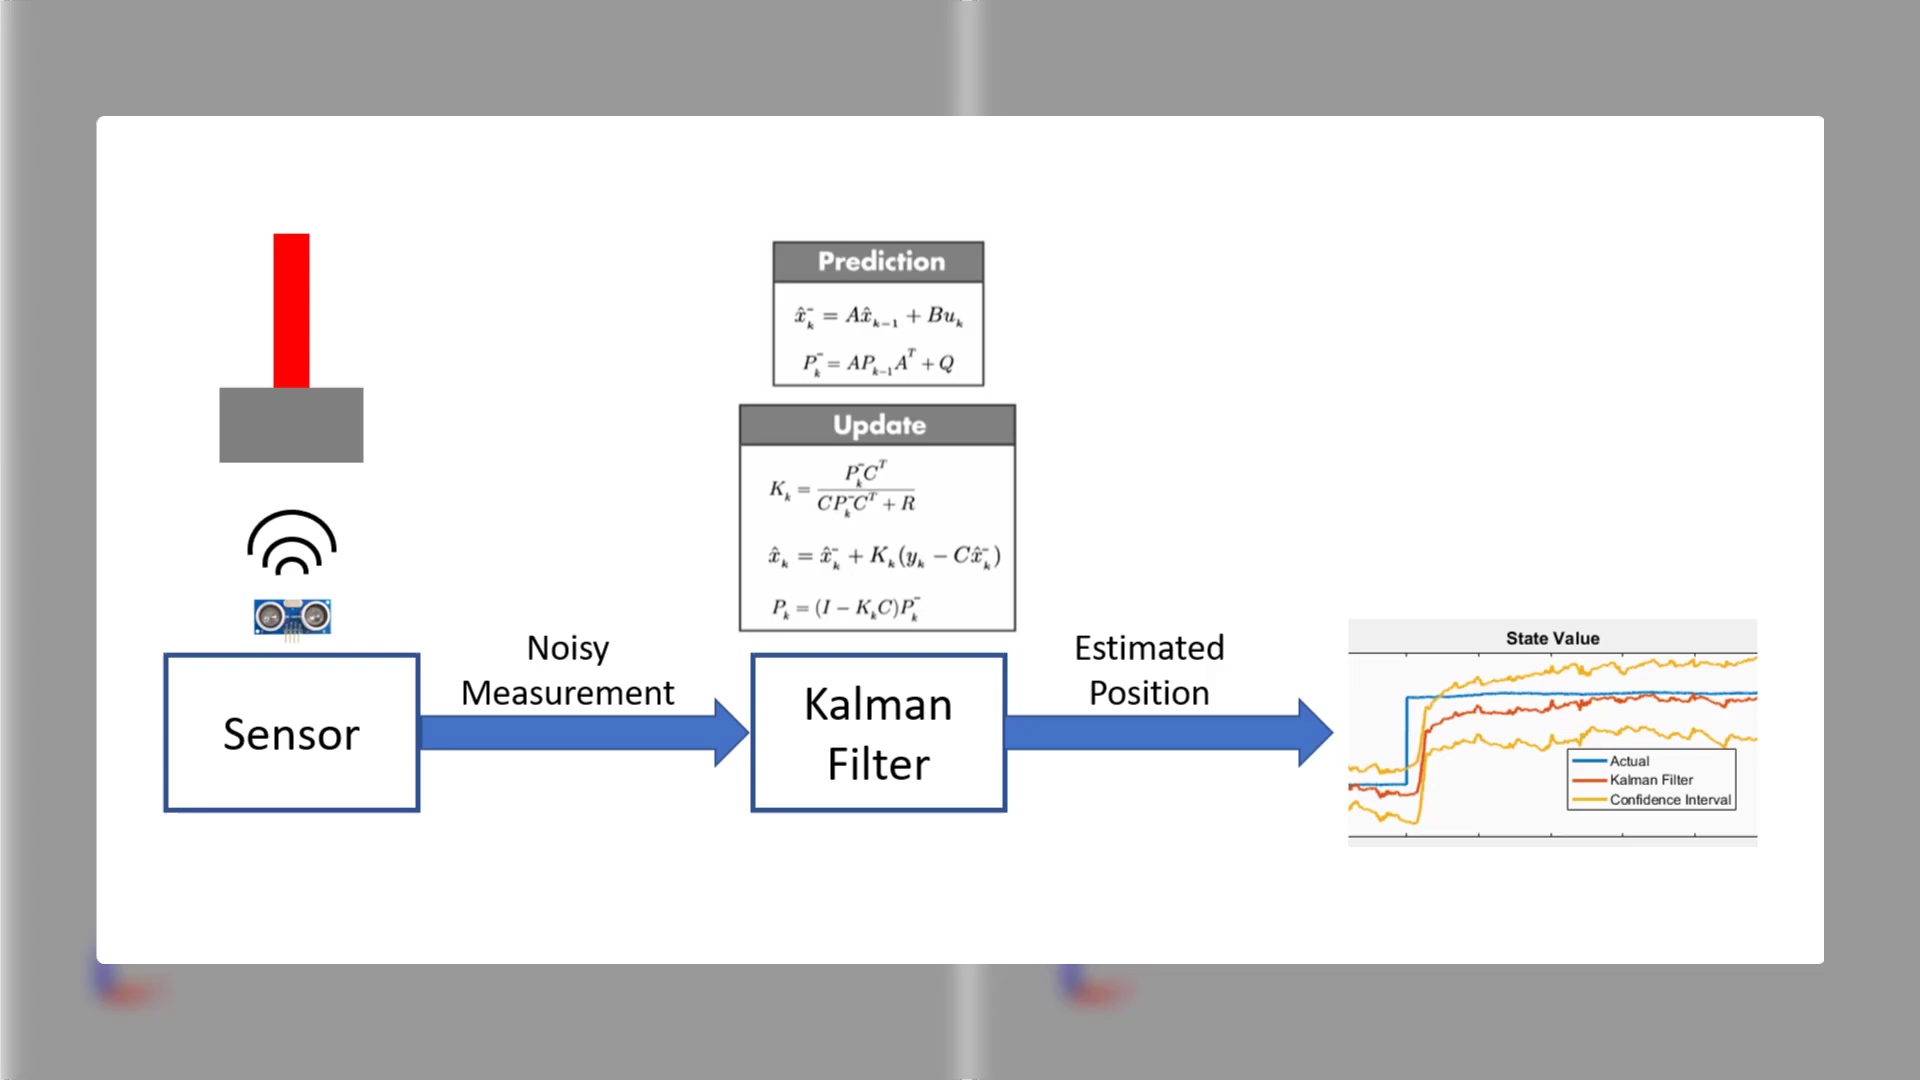 Prediction
x̂ₖ⁻ = Ax̂ₖ₋₁ + Buₖ
Pₖ⁻ = APₖ₋₁Aᵀ + Q
Update
Kₖ = Pₖ⁻Cᵀ / (CPₖ⁻Cᵀ + R)
x̂ₖ = x̂ₖ⁻ + Kₖ(yₖ − Cx̂ₖ⁻)
Pₖ = (I − KₖC)Pₖ⁻
Sensor
Noisy
Measurement
Kalman
Filter
Estimated
Position
State Value
Actual
Kalman Filter
Confidence Interval